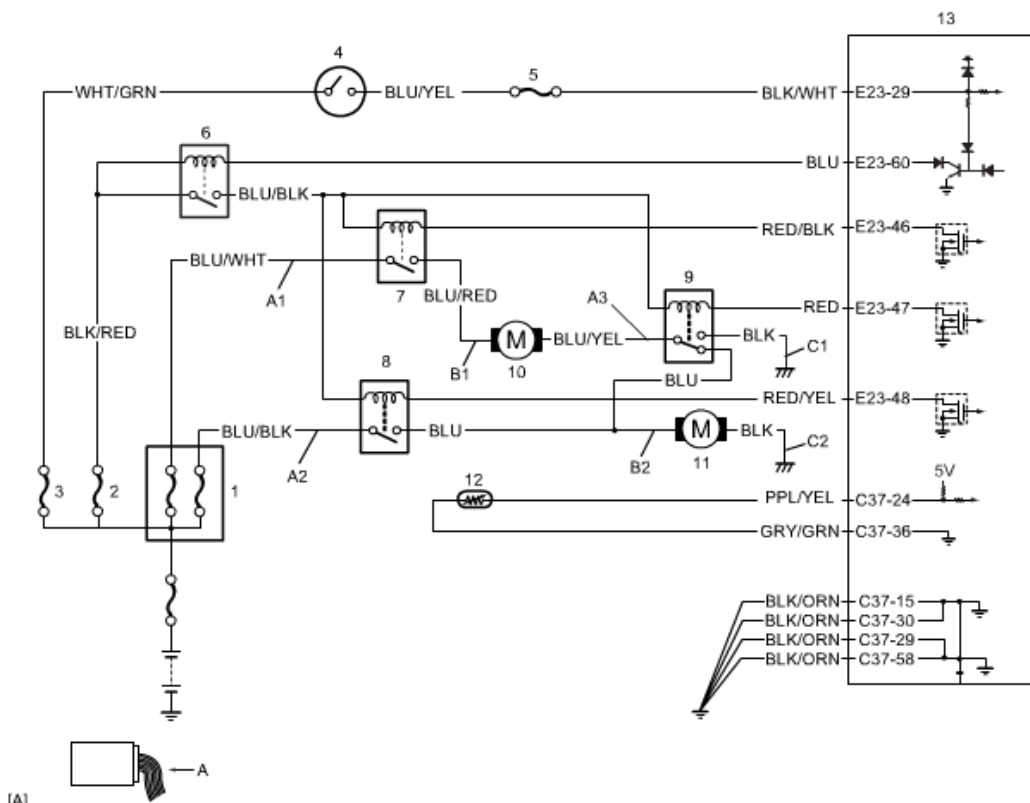 13
4
5
WHT/GRN BLU/YEL BLK/WHT E23-29
6
BLU E23-60
BLU/BLK
RED/BLK E23-46
BLU/WHT
9
A1 7 BLU/RED A3 RED E23-47
BLK/RED
BLK
M BLU/YEL
8 B1 10 C1
BLU
RED/YEL E23-48
BLU/BLK BLU M BLK
A2 B2 11 C2
5V
3 2 1 12
PPL/YEL C37-24
GRY/GRN C37-36
BLK/ORN C37-15
BLK/ORN C37-30
BLK/ORN C37-29
BLK/ORN C37-58
A
[A]